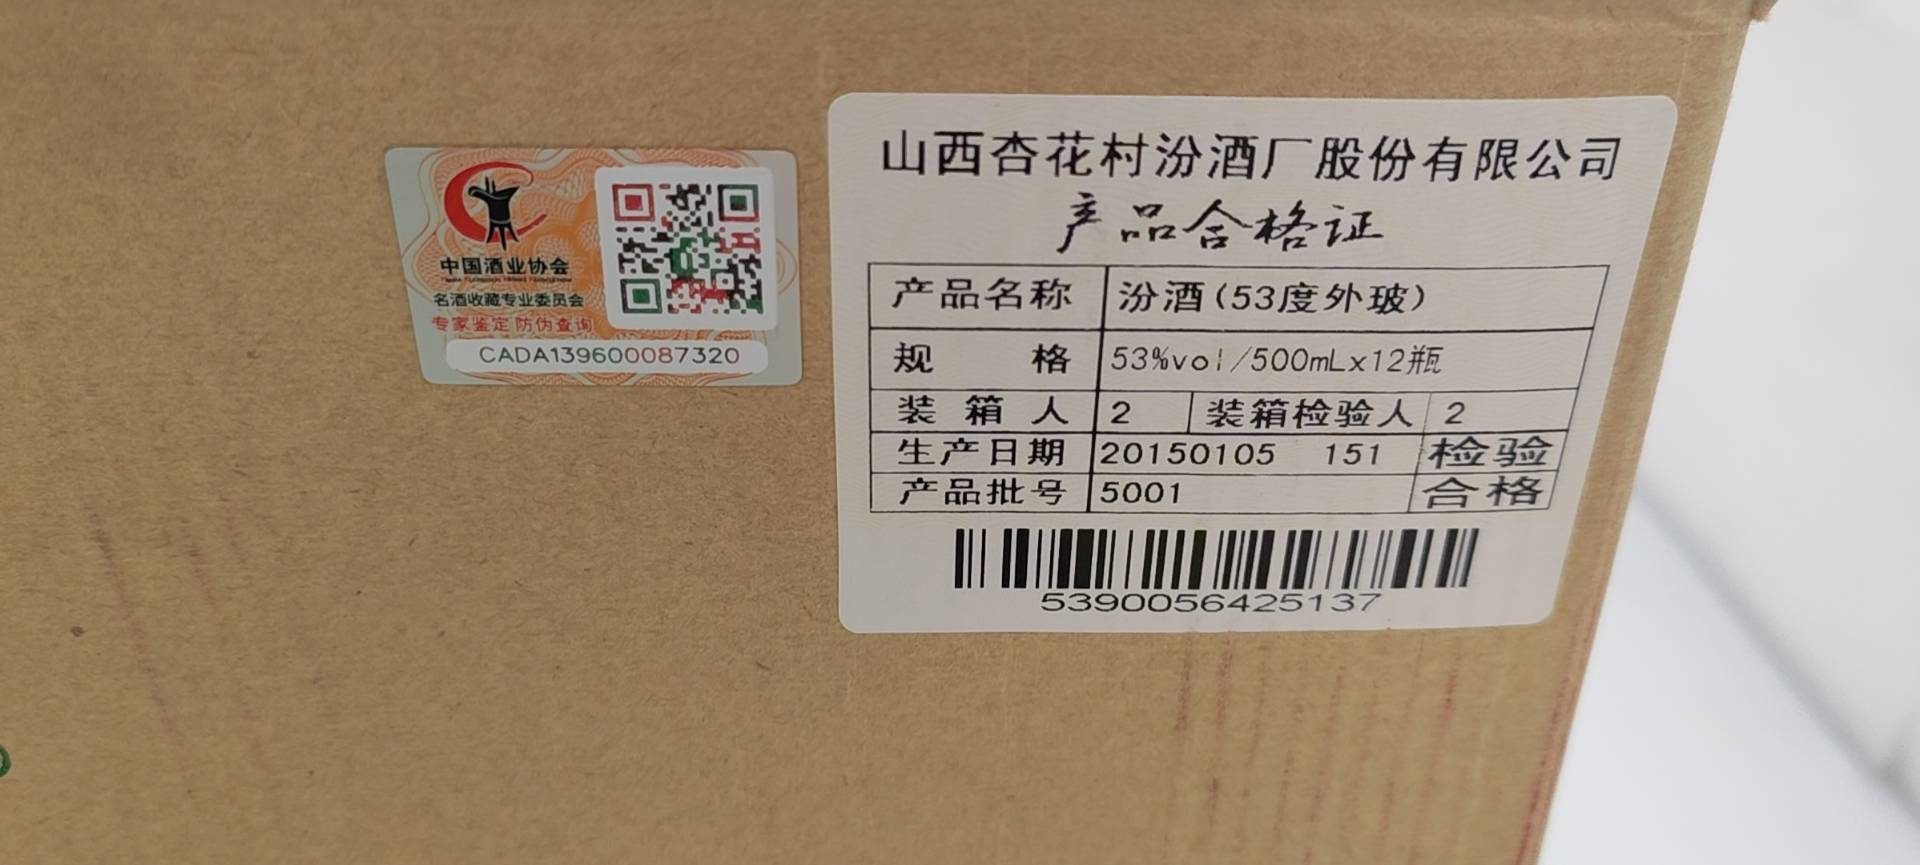 中国酒业协会
名酒收藏专业委员会
专家鉴定 防伪查询
CADA139600087320
山西杏花村汾酒厂股份有限公司
产品合格证
产品名称 汾酒(53度外玻)
规 格 53%vol/500mLx12瓶
装 箱 人 2 装箱检验人 2
生产日期 20150105 151 检验
产品批号 5001 合格
5390056425137